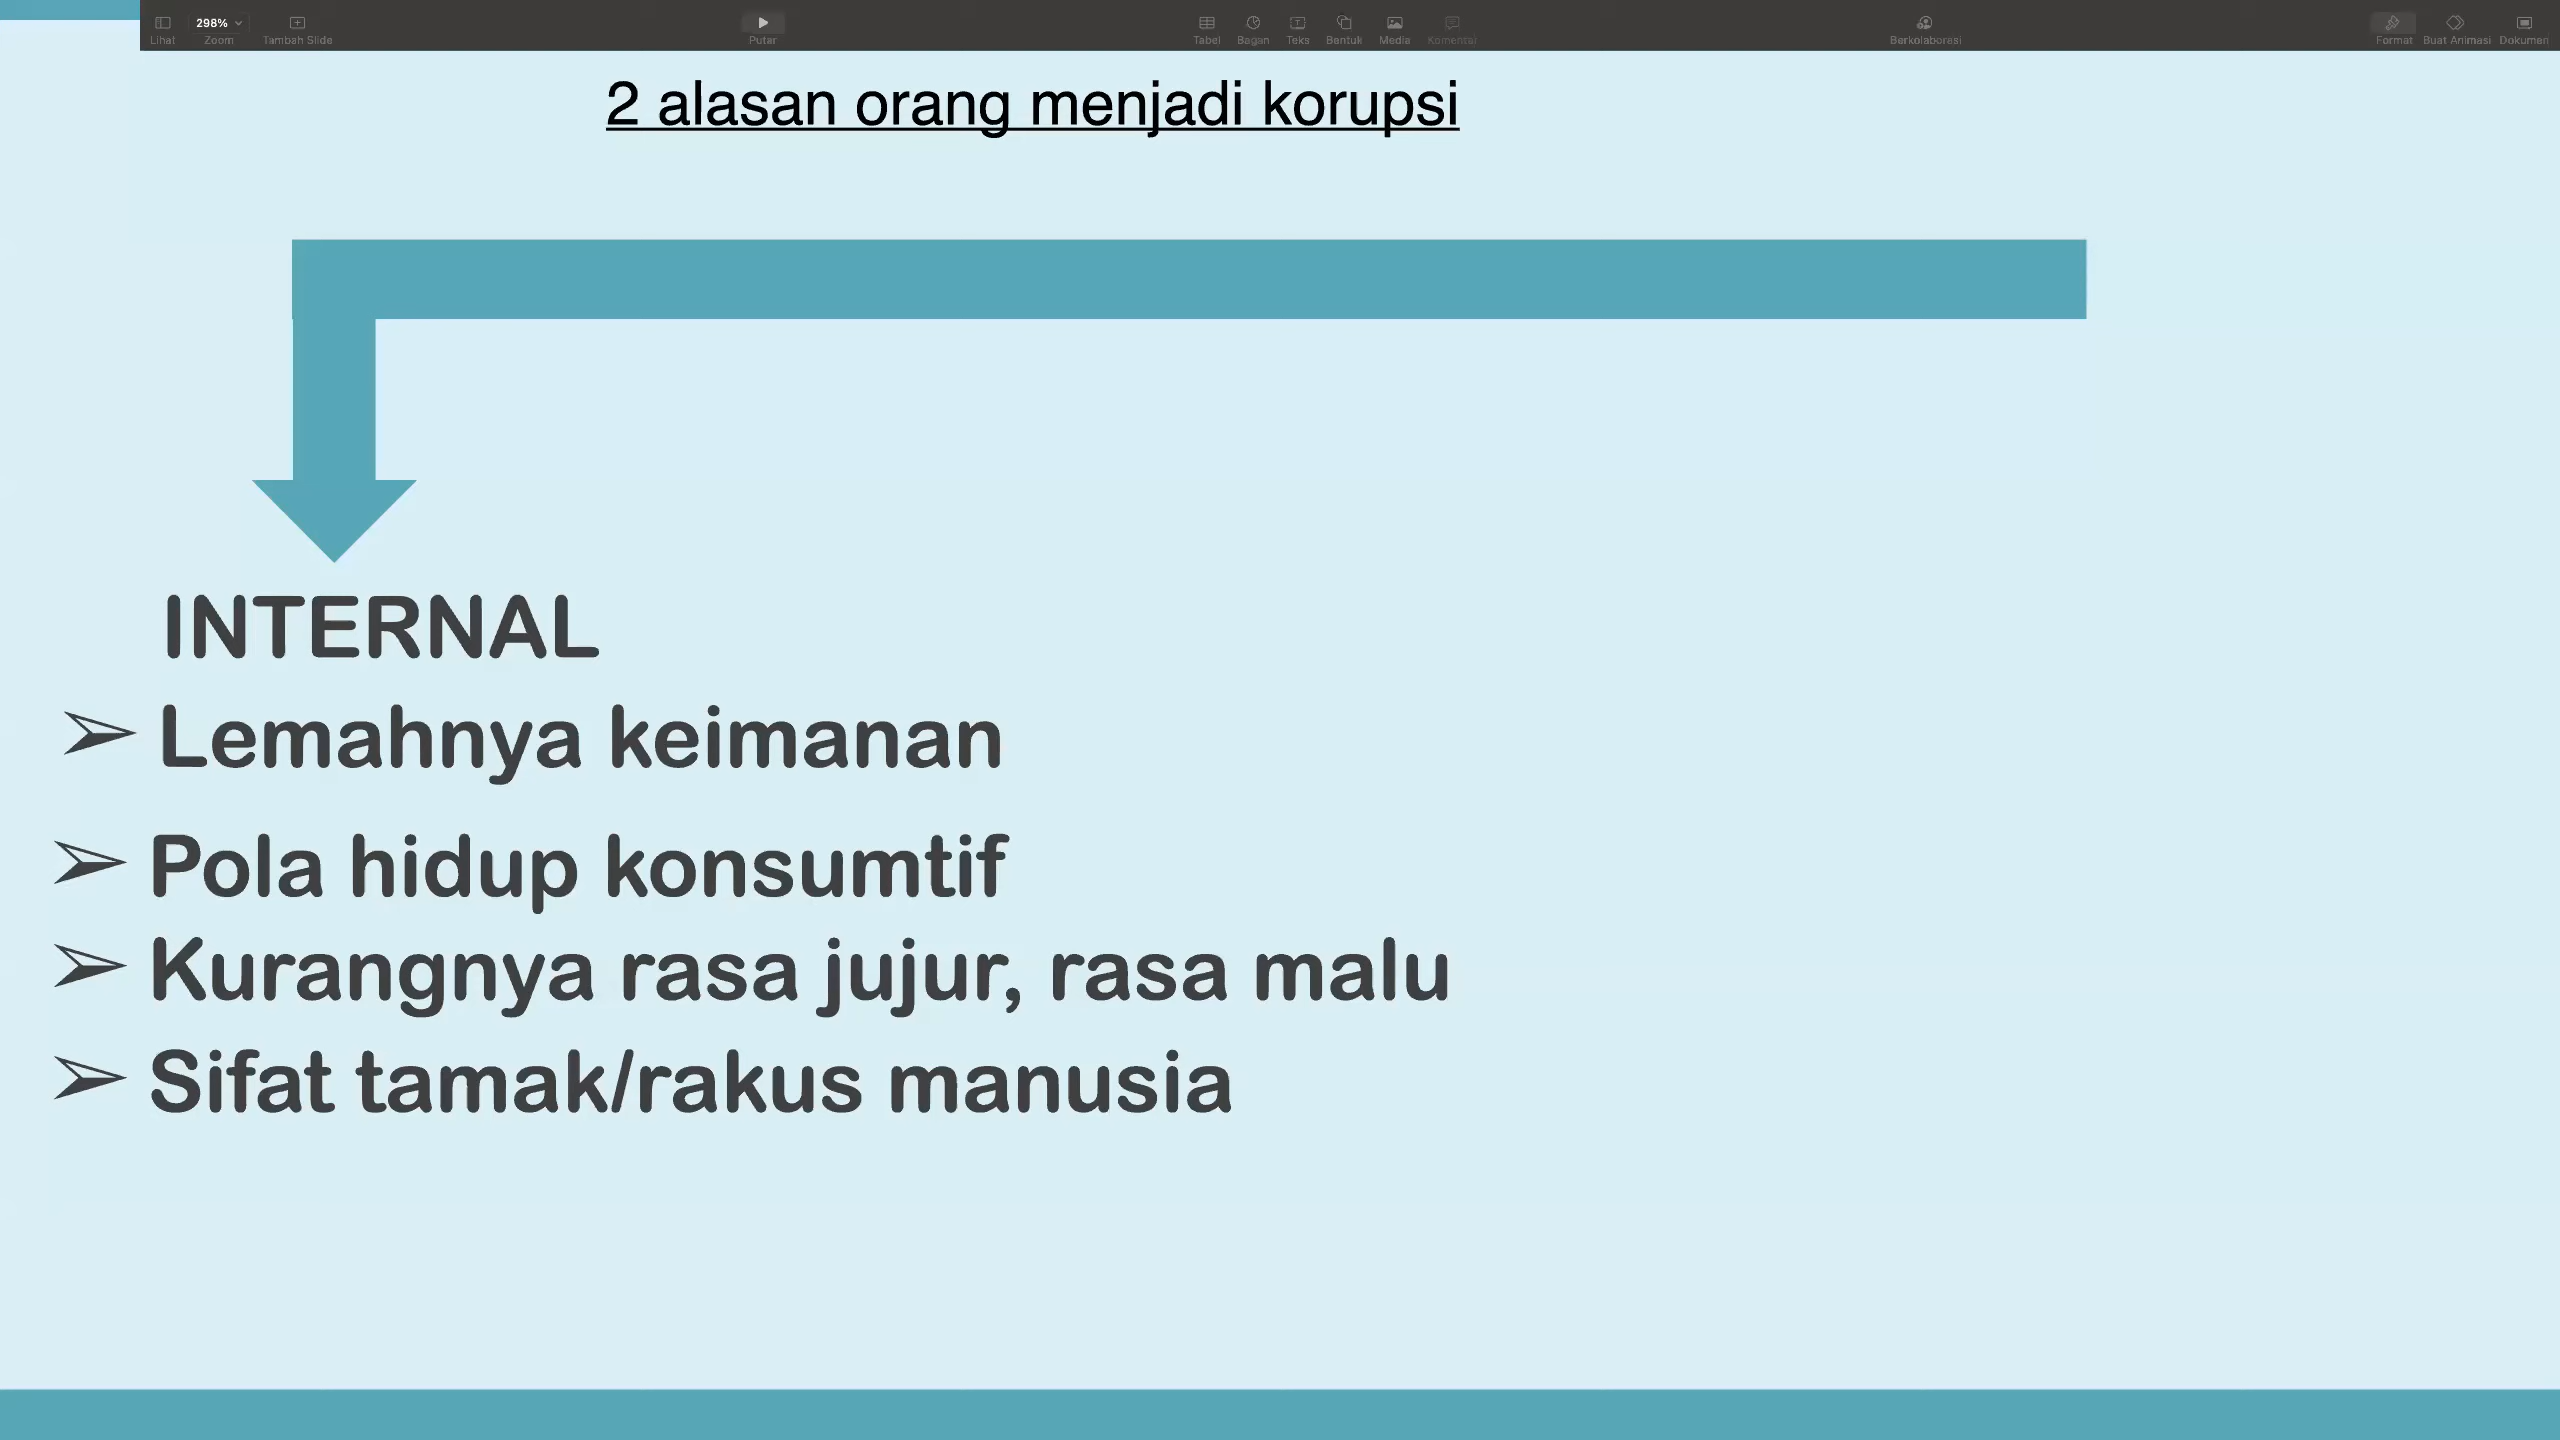 298%
Lihat Zoom Tambah Slide Putar Tabel Bagan Teks Bentuk Media Komentar Berkolaborasi Format Buat Animasi Dokumen
2 alasan orang menjadi korupsi
INTERNAL
➢ Lemahnya keimanan
➢ Pola hidup konsumtif
➢ Kurangnya rasa jujur, rasa malu
➢ Sifat tamak/rakus manusia